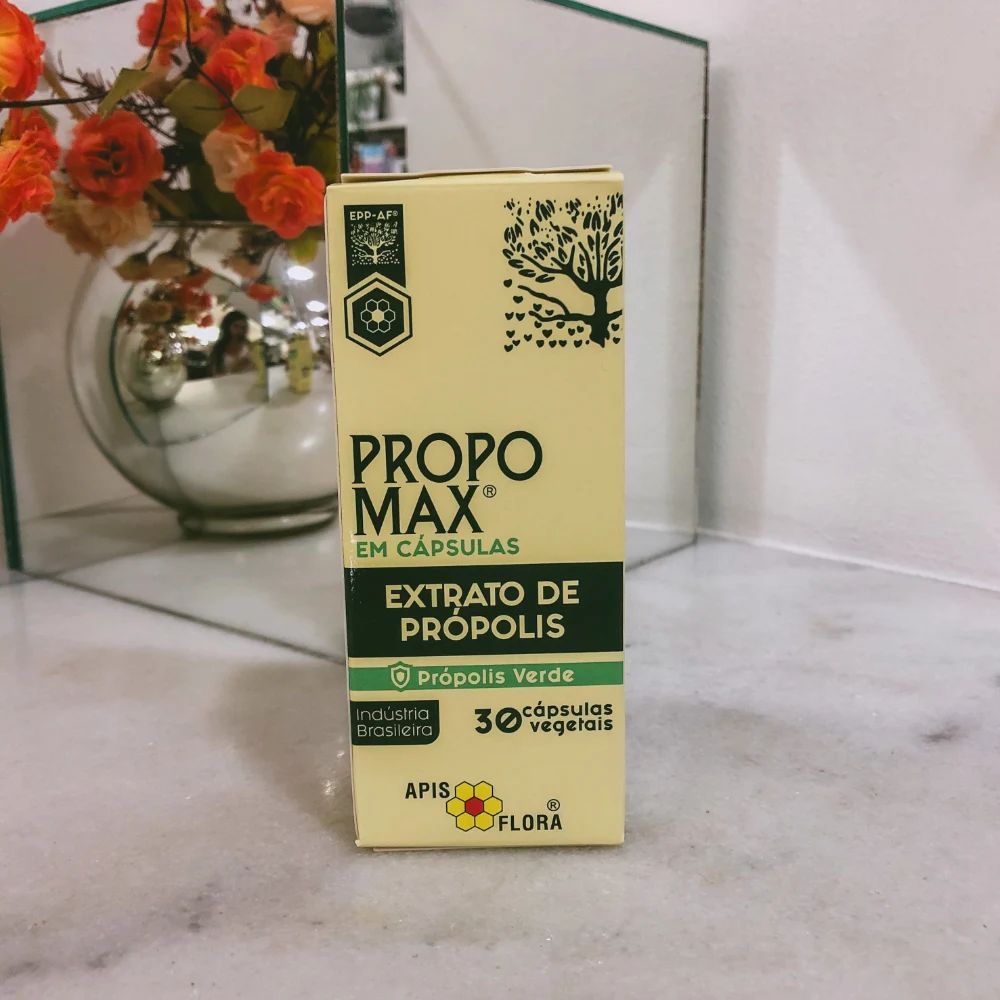 EPP-AF®
PROPO
MAX®
EM CÁPSULAS
EXTRATO DE
PRÓPOLIS
Própolis Verde
Indústria
Brasileira
30 cápsulas
vegetais
APIS
FLORA®